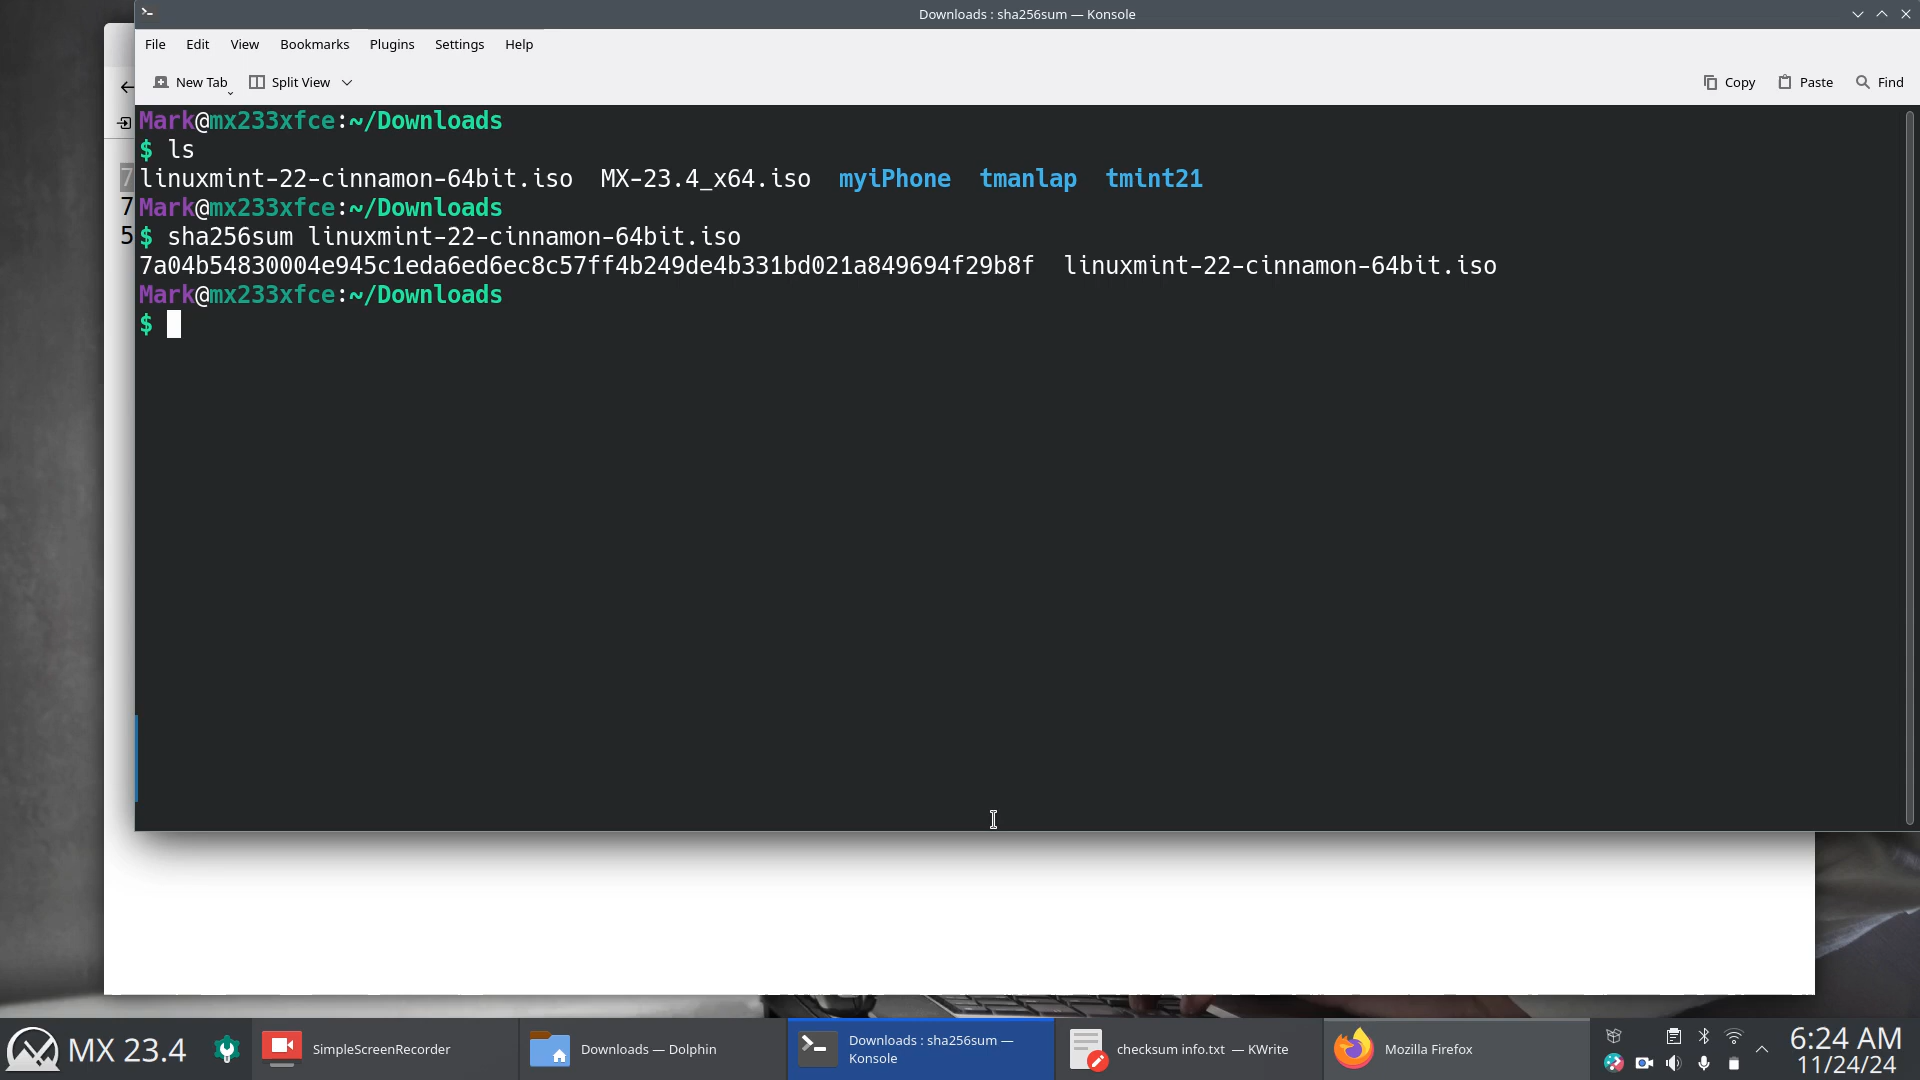 Downloads : sha256sum — Konsole
File Edit View Bookmarks Plugins Settings Help
New Tab Split View Copy Paste Find
Mark@mx233xfce:~/Downloads
$ ls
linuxmint-22-cinnamon-64bit.iso MX-23.4_x64.iso myiPhone tmanlap tmint21
Mark@mx233xfce:~/Downloads
$ sha256sum linuxmint-22-cinnamon-64bit.iso
7a04b54830004e945c1eda6ed6ec8c57ff4b249de4b331bd021a849694f29b8f linuxmint-22-cinnamon-64bit.iso
Mark@mx233xfce:~/Downloads
$
7
7
5
MX 23.4
SimpleScreenRecorder
Downloads — Dolphin
Downloads : sha256sum —
Konsole
checksum info.txt — KWrite
Mozilla Firefox
6:24 AM
11/24/24